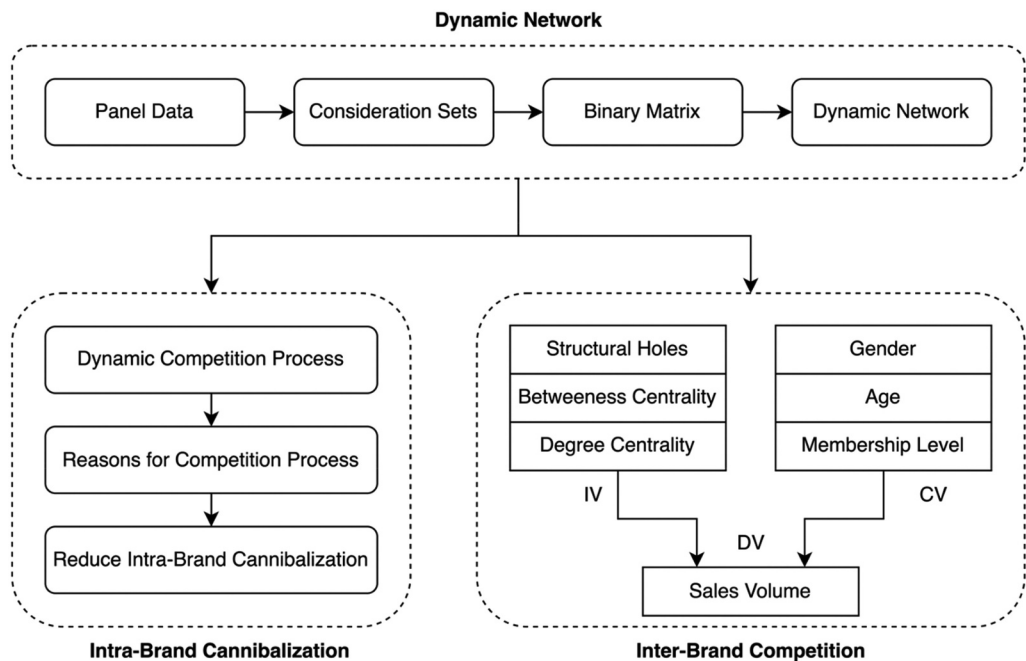 Dynamic Network
Panel Data
Consideration Sets
Binary Matrix
Dynamic Network
Dynamic Competition Process
Reasons for Competition Process
Reduce Intra-Brand Cannibalization
Intra-Brand Cannibalization
Structural Holes
Betweeness Centrality
Degree Centrality
Gender
Age
Membership Level
IV
CV
DV
Sales Volume
Inter-Brand Competition